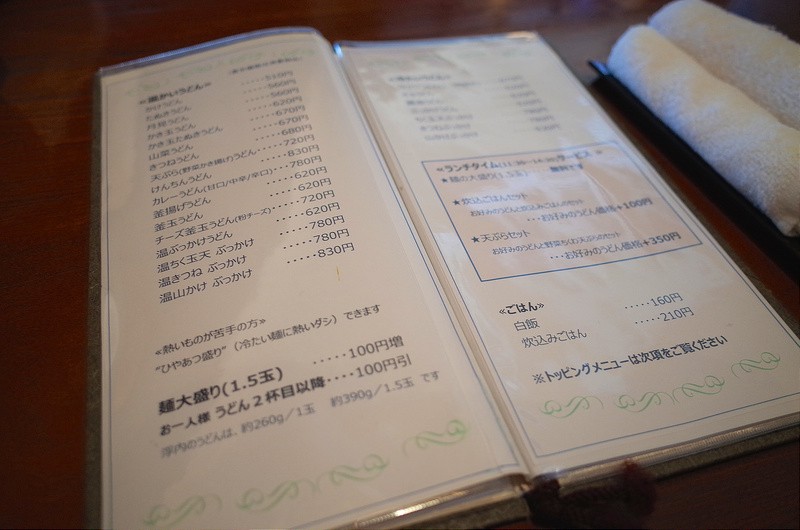 ≪温かいうどん≫
かけうどん ‥‥‥510円
たぬきうどん ‥‥‥560円
月見うどん ‥‥‥560円
かき玉うどん ‥‥‥620円
かき玉たぬきうどん ‥‥‥670円
山菜うどん ‥‥‥670円
きつねうどん ‥‥‥680円
天ぷら(野菜かき揚げ)うどん‥‥720円
けんちんうどん ‥‥‥830円
カレーうどん(甘口/中辛/辛口)‥‥780円
釜揚げうどん ‥‥‥620円
釜玉うどん ‥‥‥620円
チーズ釜玉うどん(粉チーズ)‥‥720円
温ぶっかけうどん ‥‥‥620円
温ちく玉天 ぶっかけ ‥‥‥780円
温きつね ぶっかけ ‥‥‥780円
温山かけ ぶっかけ ‥‥‥830円
≪熱いものが苦手の方≫
"ひやあつ盛り"(冷たい麺に熱いダシ)できます
麺大盛り(1.5玉) ‥‥‥100円増
お一人様 うどん2杯目以降‥‥100円引
丼内のうどんは、約260g/1玉 約390g/1.5玉 です
≪ランチタイム(11:30~14:30)サービス≫
★麺の大盛り(1.5玉) 無料です
★炊込ごはんセット
お好みのうどんと炊込みごはんのセット
‥‥お好みのうどん価格+100円
★天ぷらセット
お好みのうどんと野菜ちくわ天ぷらのセット
‥‥お好みのうどん価格+350円
≪ごはん≫
白飯 ‥‥‥160円
炊込みごはん ‥‥‥210円
※トッピングメニューは次項をご覧ください